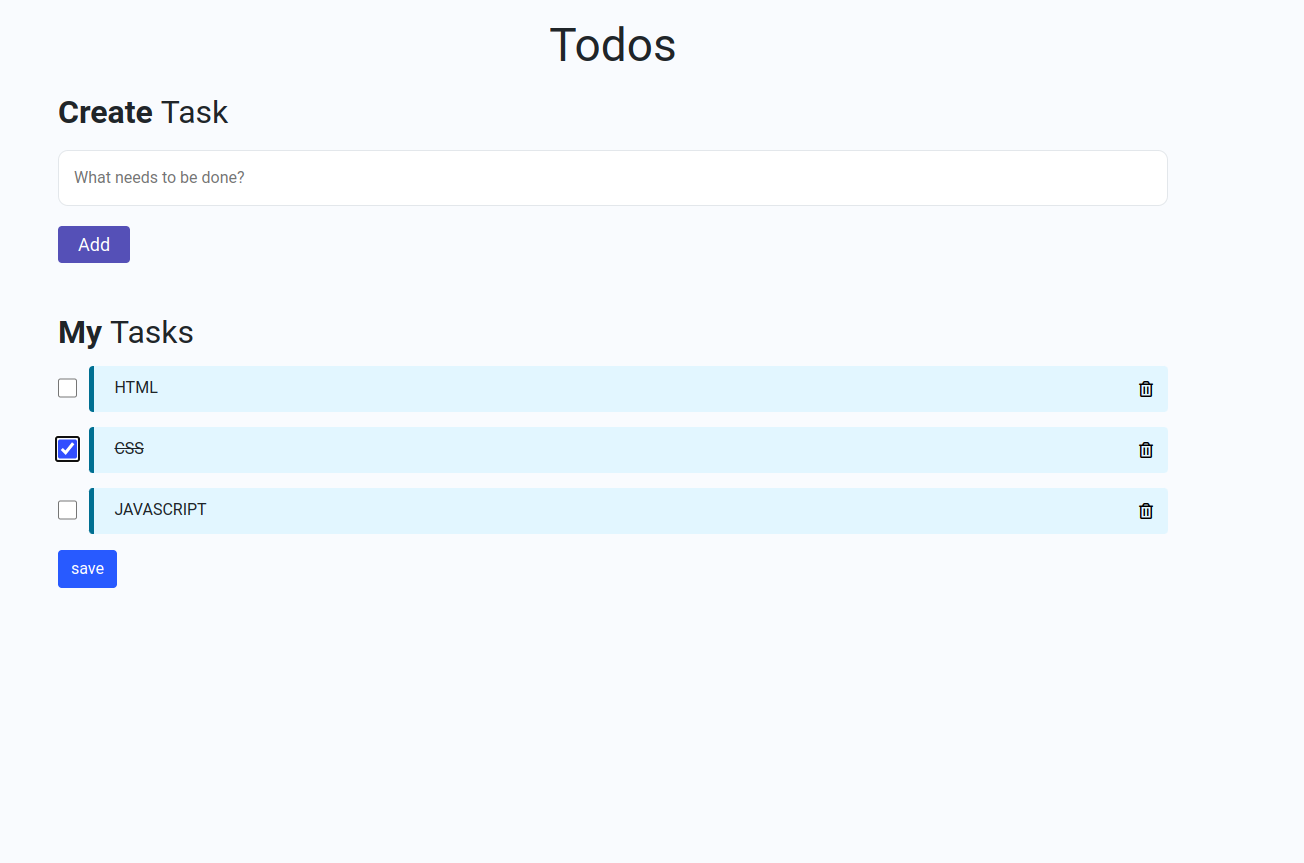 Todos
Create Task
What needs to be done?
Add
My Tasks
HTML
CSS
JAVASCRIPT
save